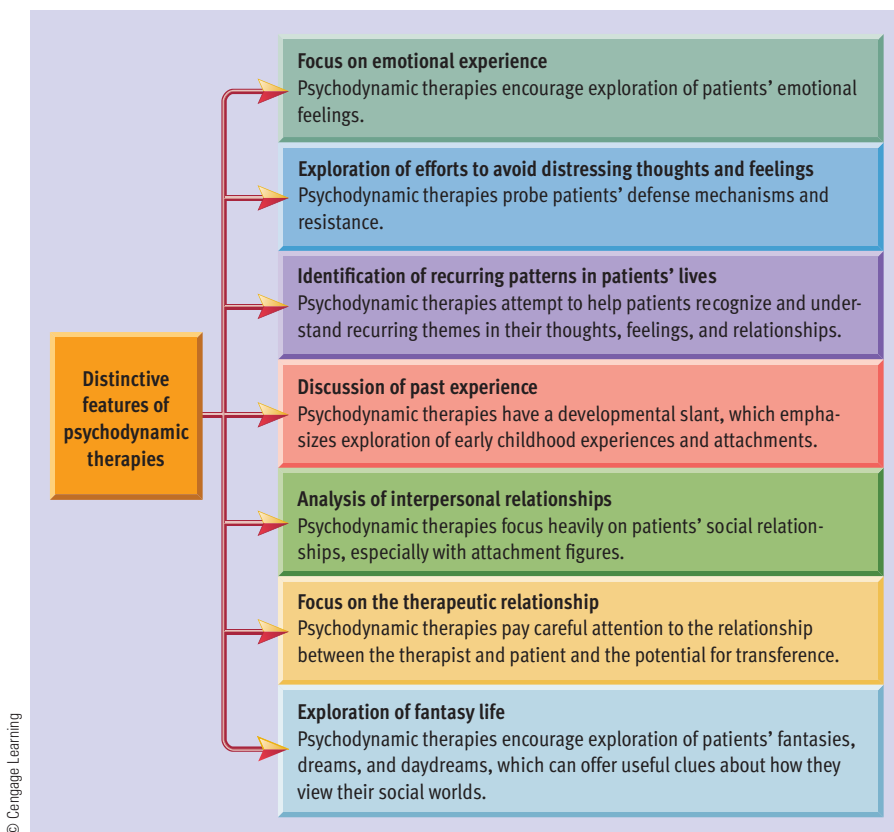 Distinctive
features of
psychodynamic
therapies
Focus on emotional experience
Psychodynamic therapies encourage exploration of patients’ emotional
feelings.
Exploration of efforts to avoid distressing thoughts and feelings
Psychodynamic therapies probe patients’ defense mechanisms and
resistance.
Identification of recurring patterns in patients’ lives
Psychodynamic therapies attempt to help patients recognize and under-
stand recurring themes in their thoughts, feelings, and relationships.
Discussion of past experience
Psychodynamic therapies have a developmental slant, which empha-
sizes exploration of early childhood experiences and attachments.
Analysis of interpersonal relationships
Psychodynamic therapies focus heavily on patients’ social relation-
ships, especially with attachment figures.
Focus on the therapeutic relationship
Psychodynamic therapies pay careful attention to the relationship
between the therapist and patient and the potential for transference.
Exploration of fantasy life
Psychodynamic therapies encourage exploration of patients’ fantasies,
dreams, and daydreams, which can offer useful clues about how they
view their social worlds.
© Cengage Learning